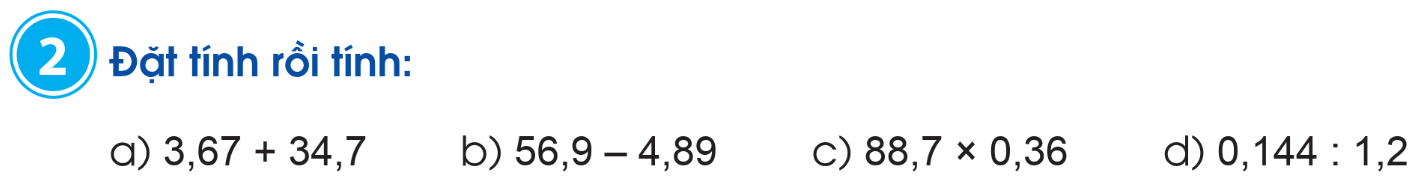 2 Đặt tính rồi tính:
a) 3,67 + 34,7 b) 56,9 – 4,89 c) 88,7 × 0,36 d) 0,144 : 1,2